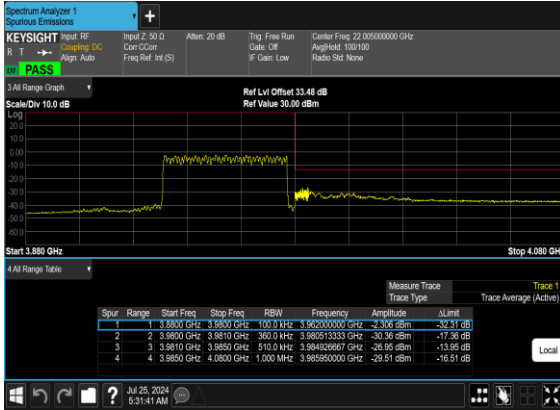 Spectrum Analyzer 1
Spurious Emissions
KEYSIGHT
R T
PASS
Input: RF
Coupling: DC
Align: Auto
Input Z: 50 Ω
Corr CCorr
Freq Ref: Int (S)
Atten: 20 dB
Trig: Free Run
Gate: Off
IF Gain: Low
Center Freq: 22.005000000 GHz
Avg|Hold: 100/100
Radio Std: None
3 All Range Graph
Scale/Div 10.0 dB
Ref Lvl Offset 33.48 dB
Ref Value 30.00 dBm
Log
20.0
10.0
0.00
-10.0
-20.0
-30.0
-40.0
-50.0
-60.0
Start 3.880 GHz
Stop 4.080 GH
4 All Range Table
Measure Trace Trace 1
Trace Type Trace Average (Active)
Spur Range Start Freq Stop Freq RBW Frequency Amplitude ΔLimit
1 1 3.8800 GHz 3.9800 GHz 100.0 kHz 3.962000000 GHz -2.306 dBm -32.31 dB
2 2 3.9800 GHz 3.9810 GHz 360.0 kHz 3.980513333 GHz -30.36 dBm -17.36 dB
3 3 3.9810 GHz 3.9850 GHz 510.0 kHz 3.984926667 GHz -26.95 dBm -13.95 dB
4 4 3.9850 GHz 4.0800 GHz 1.000 MHz 3.985950000 GHz -29.51 dBm -16.51 dB
Local
Jul 25, 2024
5:31:41 AM